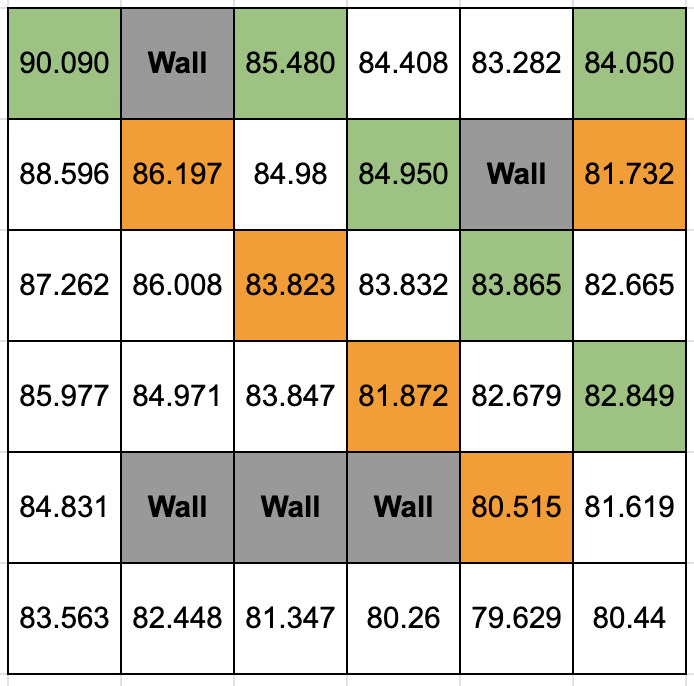 90.090 Wall 85.480 84.408 83.282 84.050
88.596 86.197 84.98 84.950 Wall 81.732
87.262 86.008 83.823 83.832 83.865 82.665
85.977 84.971 83.847 81.872 82.679 82.849
84.831 Wall Wall Wall 80.515 81.619
83.563 82.448 81.347 80.26 79.629 80.44